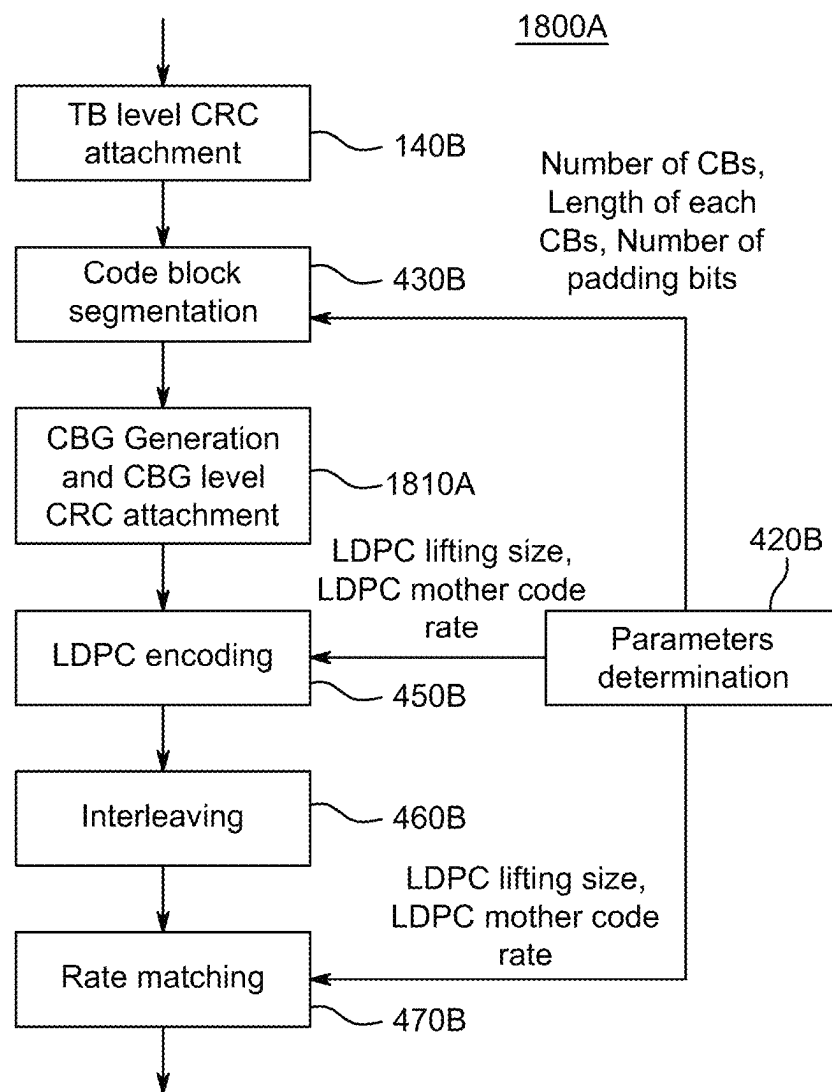 1800A
TB level CRC
attachment
140B
Number of CBs,
Length of each
CBs, Number of
padding bits
Code block
segmentation
430B
CBG Generation
and CBG level
CRC attachment
1810A
LDPC lifting size,
LDPC mother code
rate
420B
Parameters
determination
LDPC encoding
450B
Interleaving
460B
LDPC lifting size,
LDPC mother code
rate
Rate matching
470B